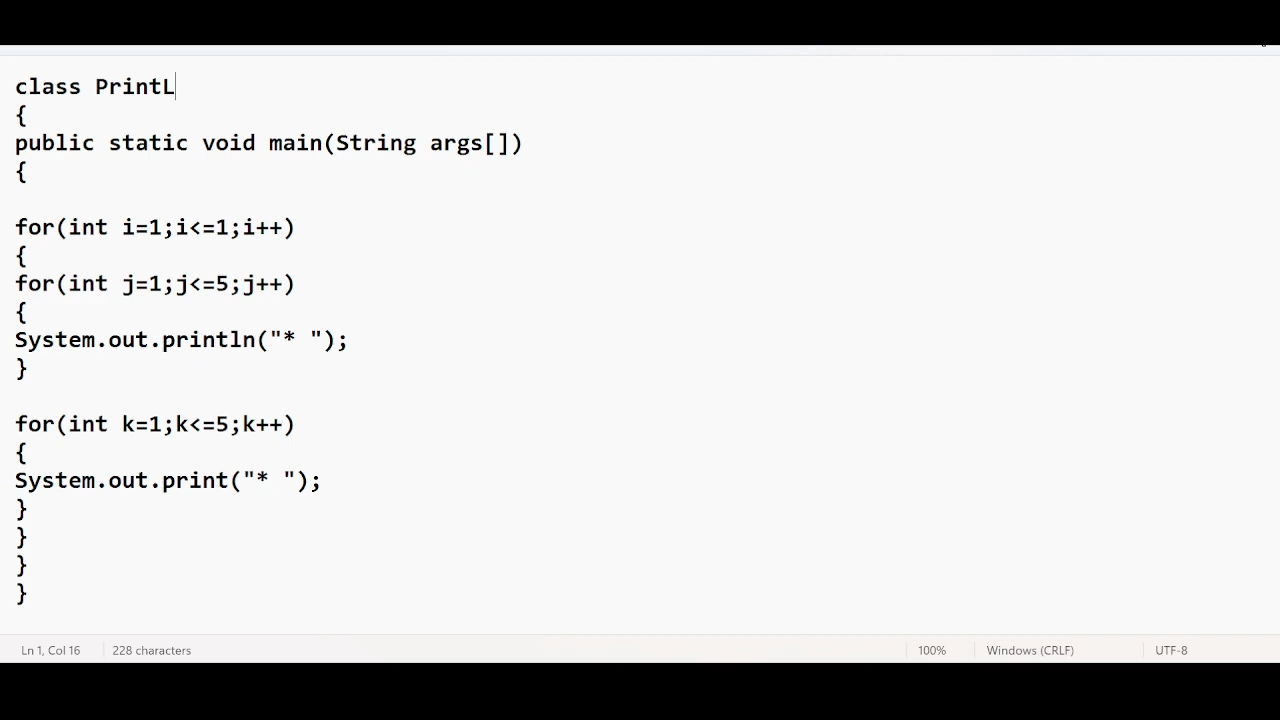 class PrintL
{
public static void main(String args[])
{
for(int i=1;i<=1;i++)
{
for(int j=1;j<=5;j++)
{
System.out.println("* ");
}
for(int k=1;k<=5;k++)
{
System.out.print("* ");
}
}
}
}
Ln 1, Col 16 228 characters 100% Windows (CRLF) UTF-8